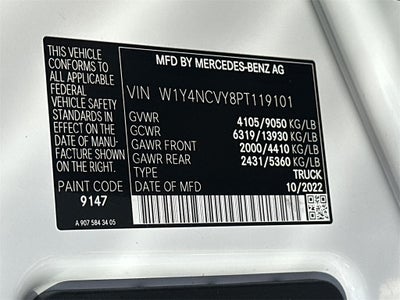 THIS VEHICLE
CONFORMS TO
ALL APPLICABLE
FEDERAL
VEHICLE SAFETY
STANDARDS IN
EFFECT ON THE
DATE OF MANU-
FACTURE SHOWN
ON THE RIGHT.
PAINT CODE
9147
A 907 584 34 05
MFD BY MERCEDES-BENZ AG
VIN W1Y4NCVY8PT119101
GVWR 4105/9050 KG/LB
GCWR 6319/13930 KG/LB
GAWR FRONT 2000/4410 KG/LB
GAWR REAR 2431/5360 KG/LB
TYPE TRUCK
DATE OF MFD 10/2022